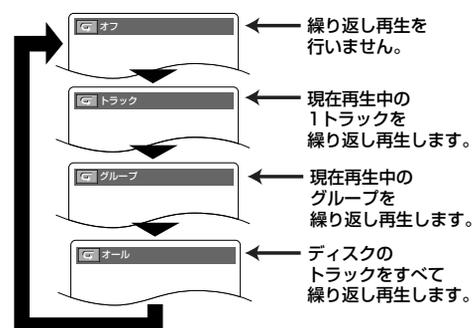 オフ
繰り返し再生を
行いません。
トラック
現在再生中の
1トラックを
繰り返し再生します。
グループ
現在再生中の
グループを
繰り返し再生します。
オール
ディスクの
トラックをすべて
繰り返し再生します。